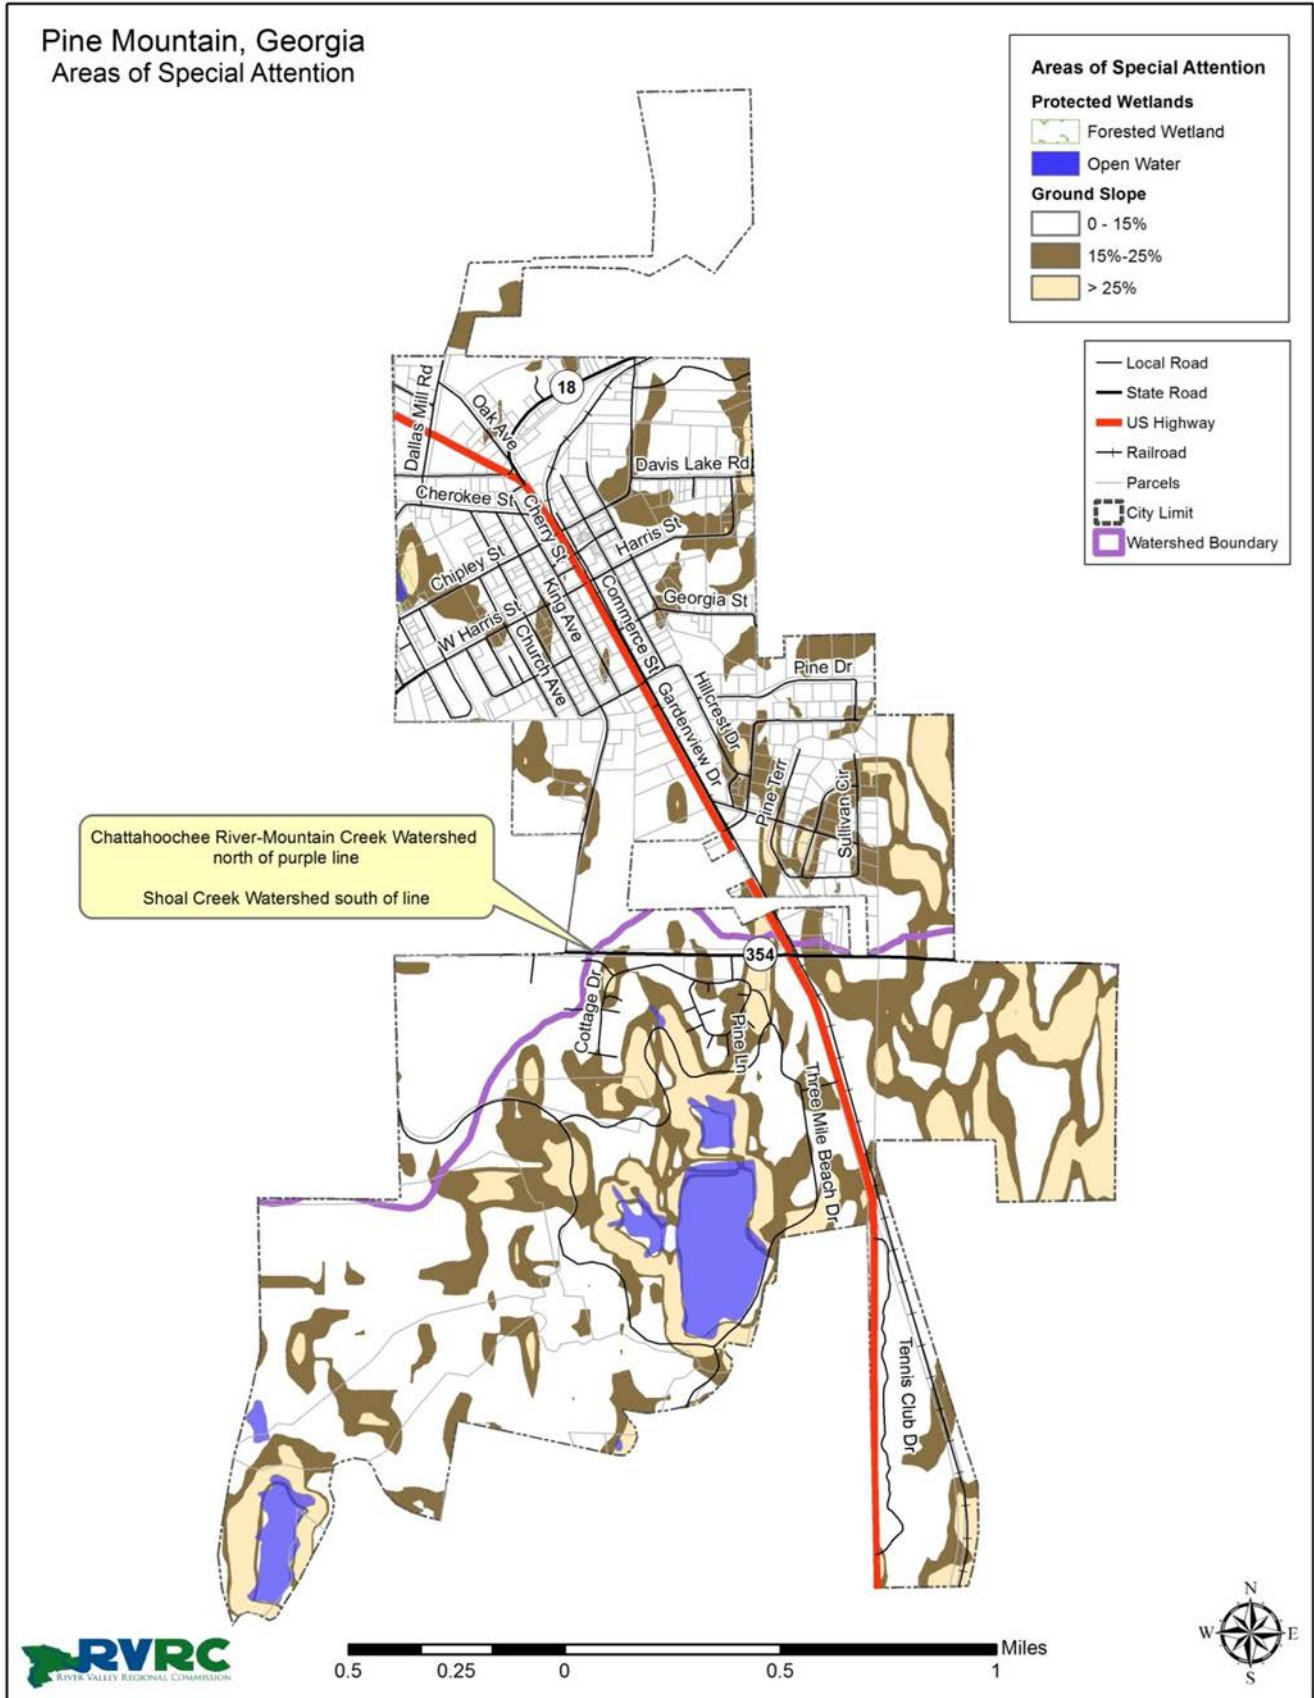 Pine Mountain, Georgia
Areas of Special Attention
Areas of Special Attention
Protected Wetlands
Forested Wetland
Open Water
Ground Slope
0 - 15%
15%-25%
> 25%
Local Road
State Road
US Highway
Railroad
Parcels
City Limit
Watershed Boundary
18
Dallas Mill Rd
Oak Ave
Davis Lake Rd
Cherokee St
Cherry St
Harris St
Chipley St
King Ave
Commerce St
Georgia St
W Harris St
Church Ave
Pine Dr
Hillcrest Dr
Gardenview Dr
Pine Terr
Sullivan Cir
Chattahoochee River-Mountain Creek Watershed
north of purple line
Shoal Creek Watershed south of line
354
Cottage Dr
Pine Ln
Three Mile Beach Dr
Tennis Club Dr
RVRC
RIVER VALLEY REGIONAL COMMISSION
Miles
0.5 0.25 0 0.5 1
N
W E
S